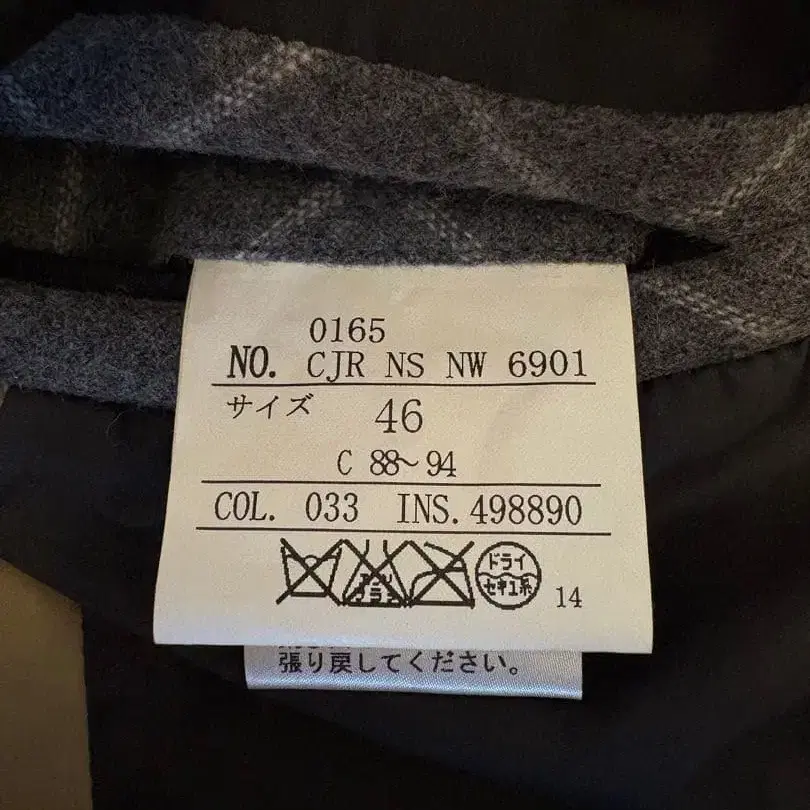 0165
NO. CJR NS NW 6901
サイズ 46
C 88~94
COL. 033 INS. 498890
ドライ
セキユ系
14
張り戻してください。